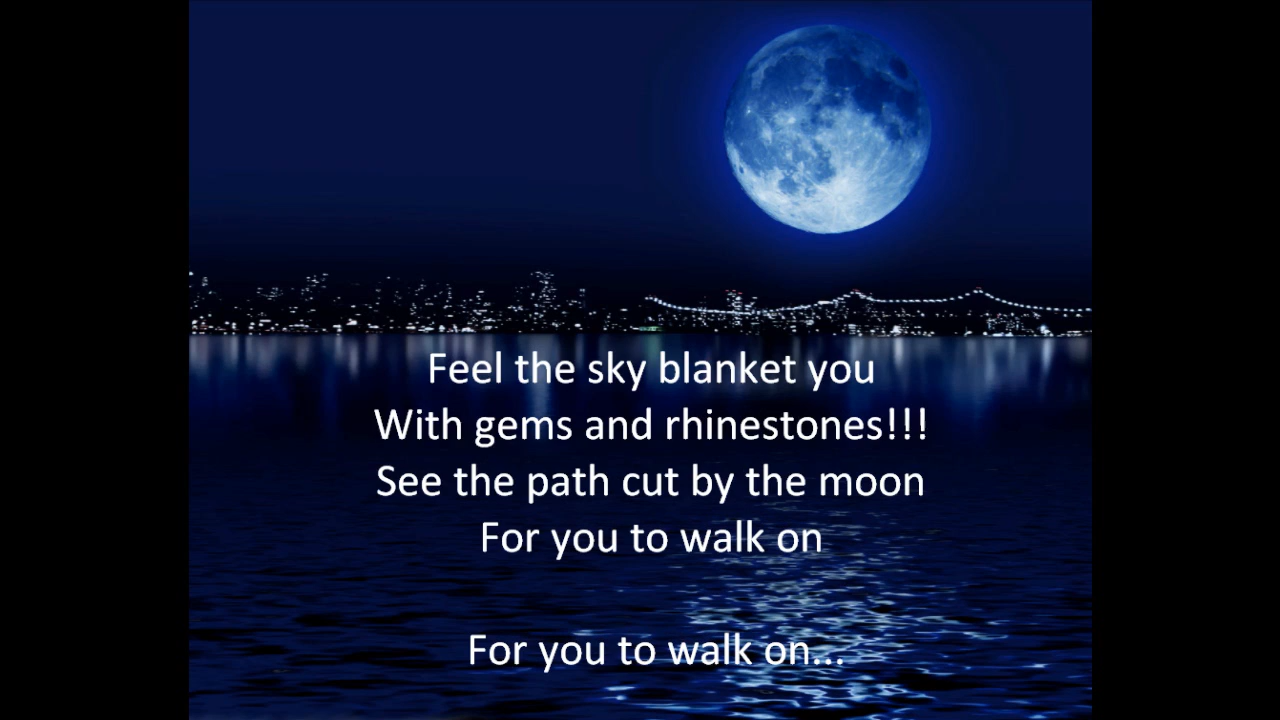 Feel the sky blanket you
With gems and rhinestones!!!
See the path cut by the moon
For you to walk on
For you to walk on...